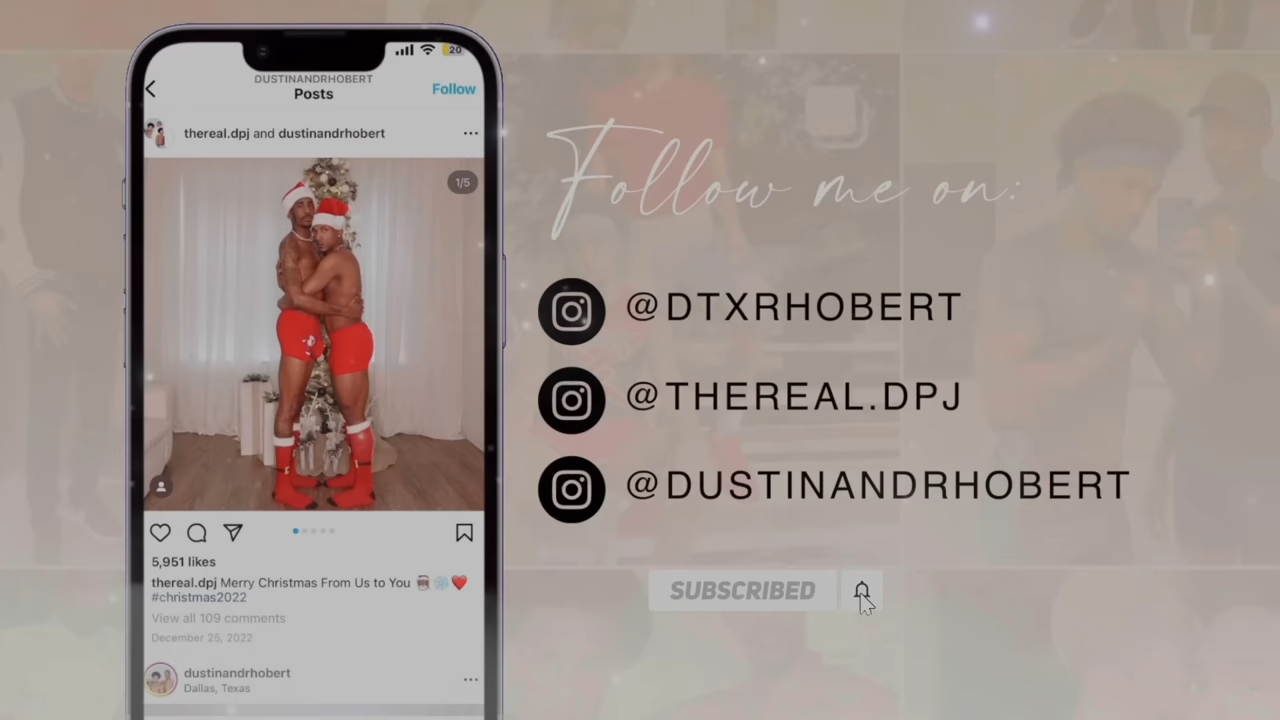 20
DUSTINANDRHOBERT
Posts
Follow
thereal.dpj and dustinandrhobert
1/5
5,951 likes
thereal.dpj Merry Christmas From Us to You
#christmas2022
View all 109 comments
December 25, 2022
dustinandrhobert
Dallas, Texas
Follow me on:
@DTXRHOBERT
@THEREAL.DPJ
@DUSTINANDRHOBERT
SUBSCRIBED